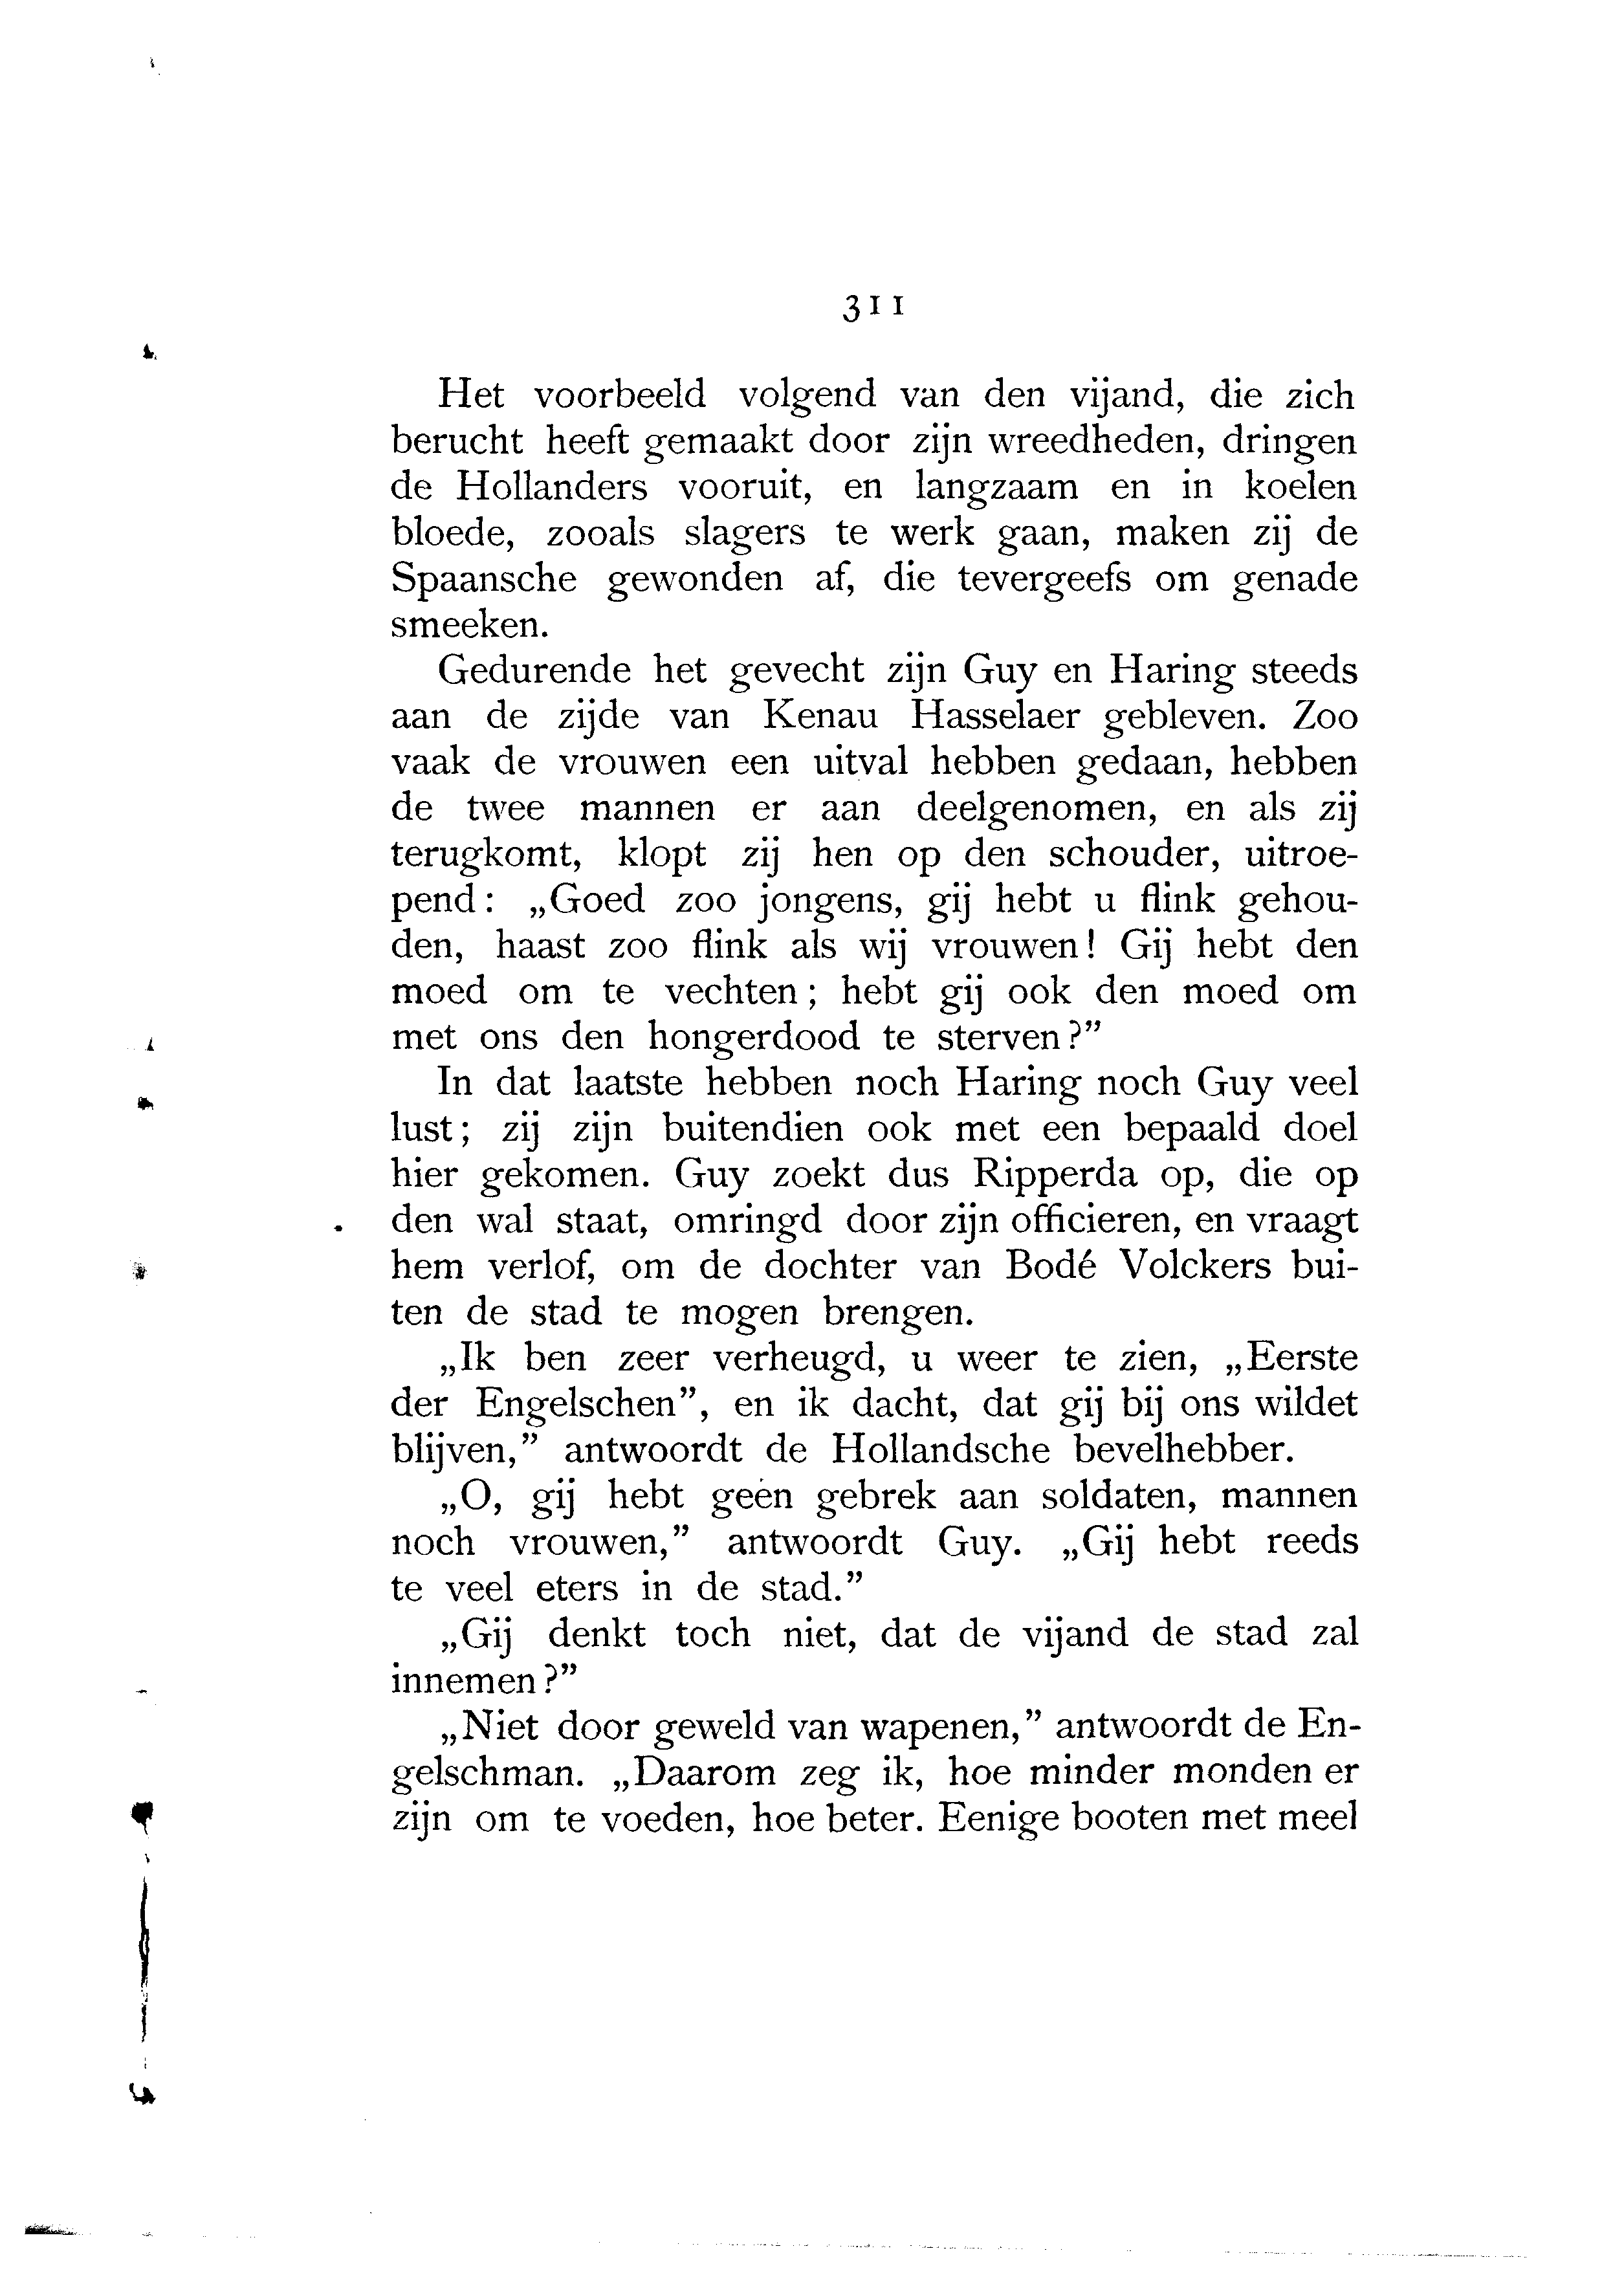 311
Het voorbeeld volgend van den vijand, die zich
berucht heeft gemaakt door zijn wreedheden, dringen
de Hollanders vooruit, en langzaam en in koelen
bloede, zooals slagers te werk gaan, maken zij de
Spaansche gewonden af, die tevergeefs om genade
smeeken.
Gedurende het gevecht zijn Guy en Haring steeds
aan de zijde van Kenau Hasselaer gebleven. Zoo
vaak de vrouwen een uitval hebben gedaan, hebben
de twee mannen er aan deelgenomen, en als zij
terugkomt, klopt zij hen op den schouder, uitroe-
pend: „Goed zoo jongens, gij hebt u flink gehou-
den, haast zoo flink als wij vrouwen! Gij hebt den
moed om te vechten; hebt gij ook den moed om
met ons den hongerdood te sterven?”
In dat laatste hebben noch Haring noch Guy veel
lust; zij zijn buitendien ook met een bepaald doel
hier gekomen. Guy zoekt dus Ripperda op, die op
den wal staat, omringd door zijn officieren, en vraagt
hem verlof, om de dochter van Bodé Volckers bui-
ten de stad te mogen brengen.
„Ik ben zeer verheugd, u weer te zien, „Eerste
der Engelschen”, en ik dacht, dat gij bij ons wildet
blijven,” antwoordt de Hollandsche bevelhebber.
„O, gij hebt geen gebrek aan soldaten, mannen
noch vrouwen,” antwoordt Guy. „Gij hebt reeds
te veel eters in de stad.”
„Gij denkt toch niet, dat de vijand de stad zal
innemen?”
„Niet door geweld van wapenen,” antwoordt de En-
gelschman. „Daarom zeg ik, hoe minder monden er
zijn om te voeden, hoe beter. Eenige booten met meel